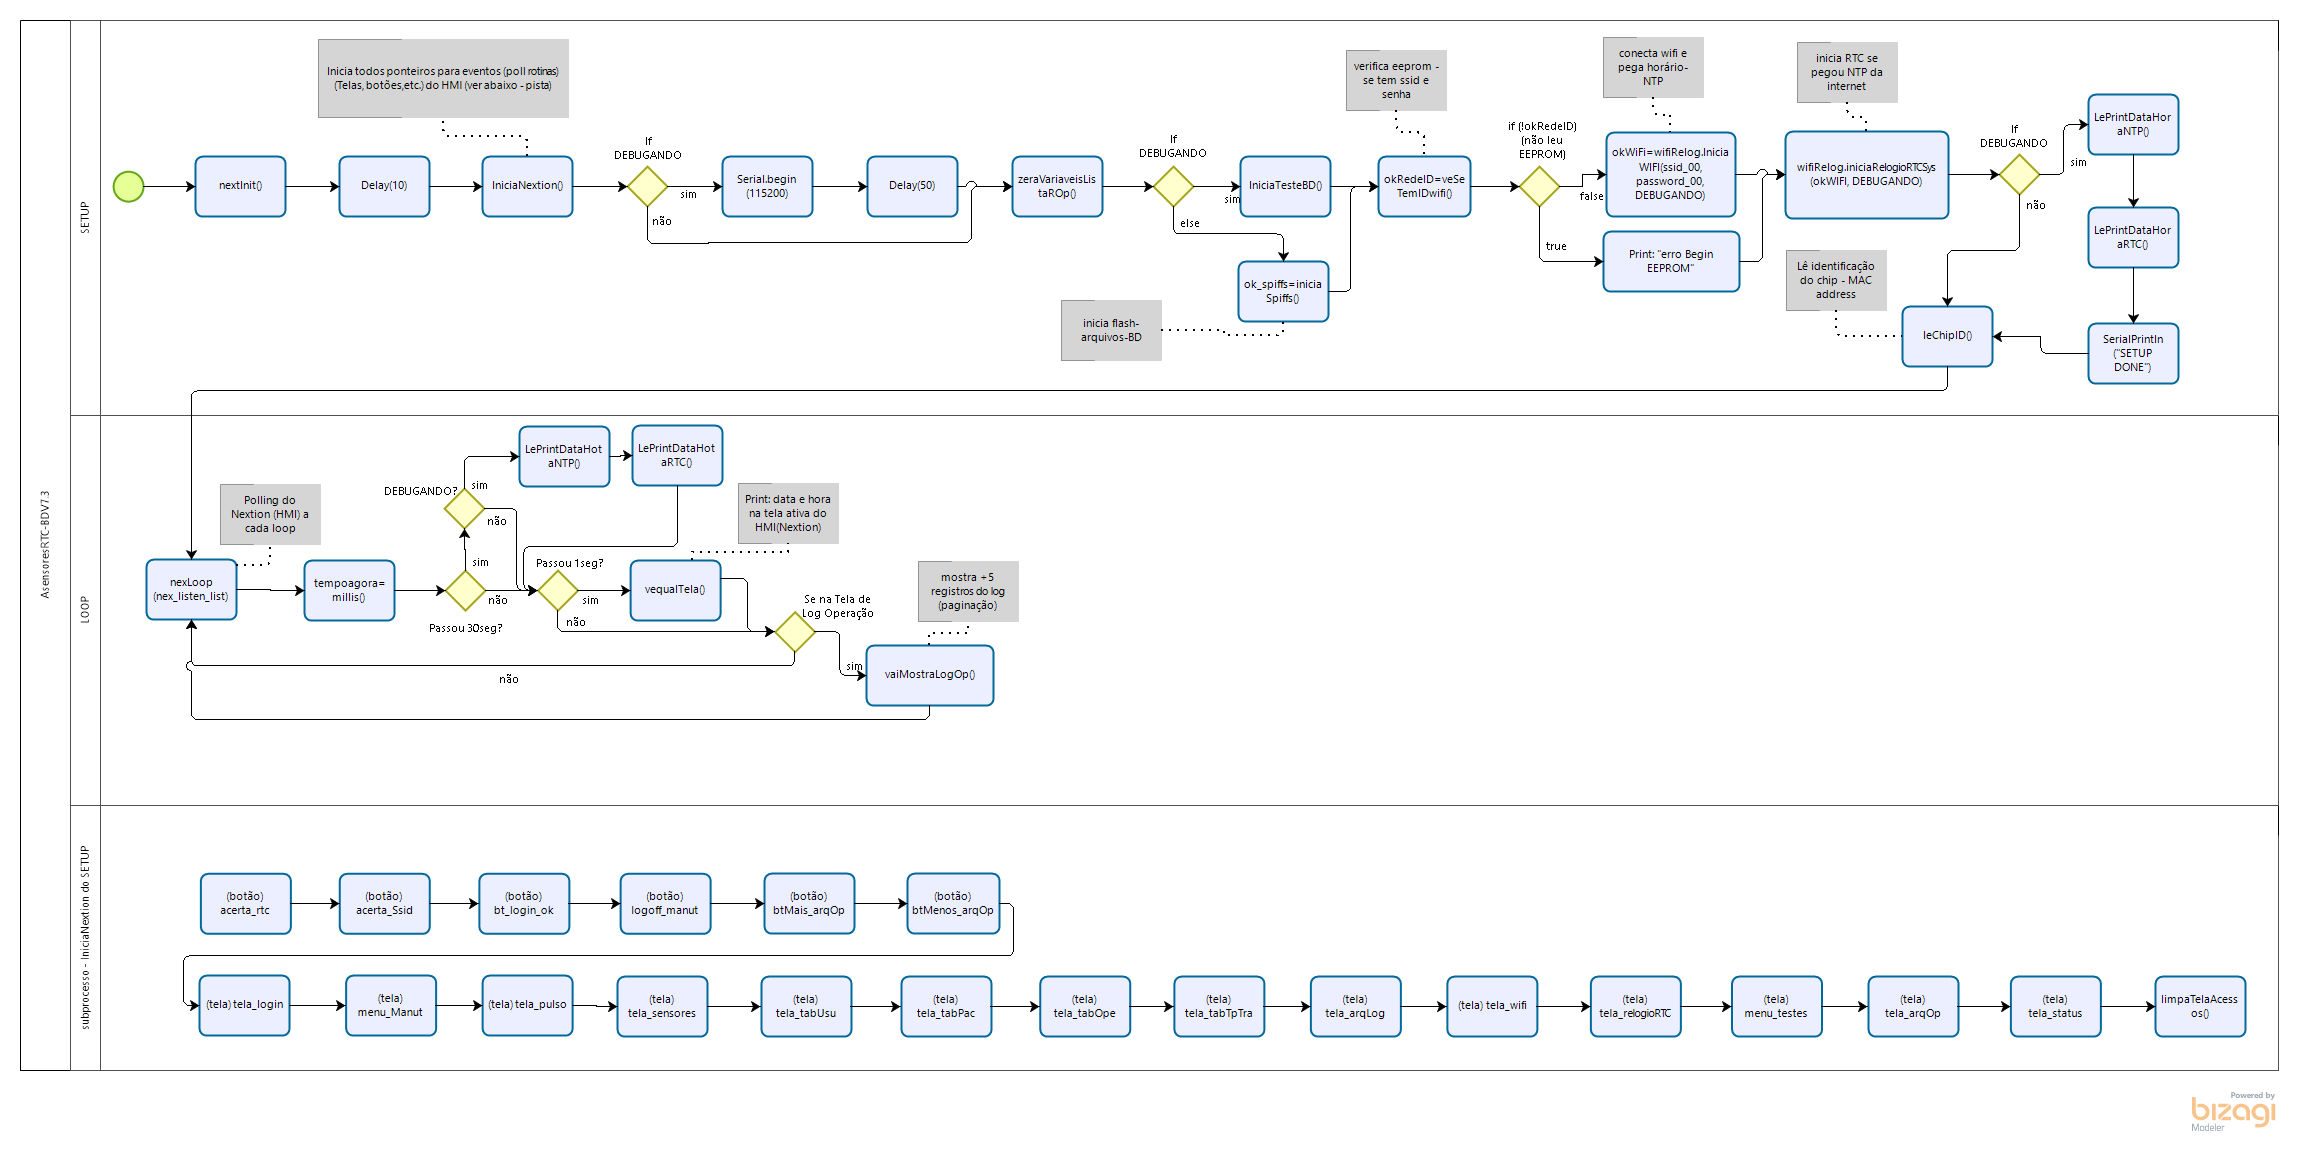 AsensoresRTC-BDV7.3
SETUP
Inicia todos ponteiros para eventos (poll rotinas)
(Telas, botões,etc.) do HMI (ver abaixo - pista)
nextInit()
Delay(10)
IniciaNextion()
If
DEBUGANDO
sim
não
Serial.begin
(115200)
Delay(50)
zeraVariaveisLis
taROp()
If
DEBUGANDO
sim
else
IniciaTesteBD()
ok_spiffs=inicia
Spiffs()
inicia flash-
arquivos-BD
verifica eeprom -
se tem ssid e
senha
okRedeID=veSe
TemIDwifi()
if (!okRedeID)
(não leu
EEPROM)
false
true
conecta wifi e
pega horário-
NTP
okWiFi=wifiRelog.Inicia
WIFI(ssid_00,
password_00,
DEBUGANDO)
Print: "erro Begin
EEPROM"
inicia RTC se
pegou NTP da
internet
wifiRelog.iniciaRelogioRTCSys
(okWIFI, DEBUGANDO)
If
DEBUGANDO
sim
não
LePrintDataHor
aNTP()
LePrintDataHor
aRTC()
SerialPrintln
("SETUP
DONE")
Lê identificação
do chip - MAC
address
leChipID()
LOOP
Polling do
Nextion (HMI) a
cada loop
nexLoop
(nex_listen_list)
tempoagora=
millis()
DEBUGANDO?
sim
não
sim
não
Passou 30seg?
LePrintDataHot
aNTP()
LePrintDataHot
aRTC()
Passou 1seg?
sim
não
Print: data e hora
na tela ativa do
HMI(Nextion)
vequalTela()
Se na Tela de
Log Operação
sim
não
mostra +5
registros do log
(paginação)
vaiMostraLogOp()
subprocesso - IniciaNextion do SETUP
(botão)
acerta_rtc
(botão)
acerta_Ssid
(botão)
bt_login_ok
(botão)
logoff_manut
(botão)
btMais_arqOp
(botão)
btMenos_arqOp
(tela) tela_login
(tela)
menu_Manut
(tela) tela_pulso
(tela)
tela_sensores
(tela)
tela_tabUsu
(tela)
tela_tabPac
(tela)
tela_tabOpe
(tela)
tela_tabTpTra
(tela)
tela_arqLog
(tela) tela_wifi
(tela)
tela_relogioRTC
(tela)
menu_testes
(tela)
tela_arqOp
(tela)
tela_status
limpaTelaAcess
os()
Powered by
bizagi
Modeler